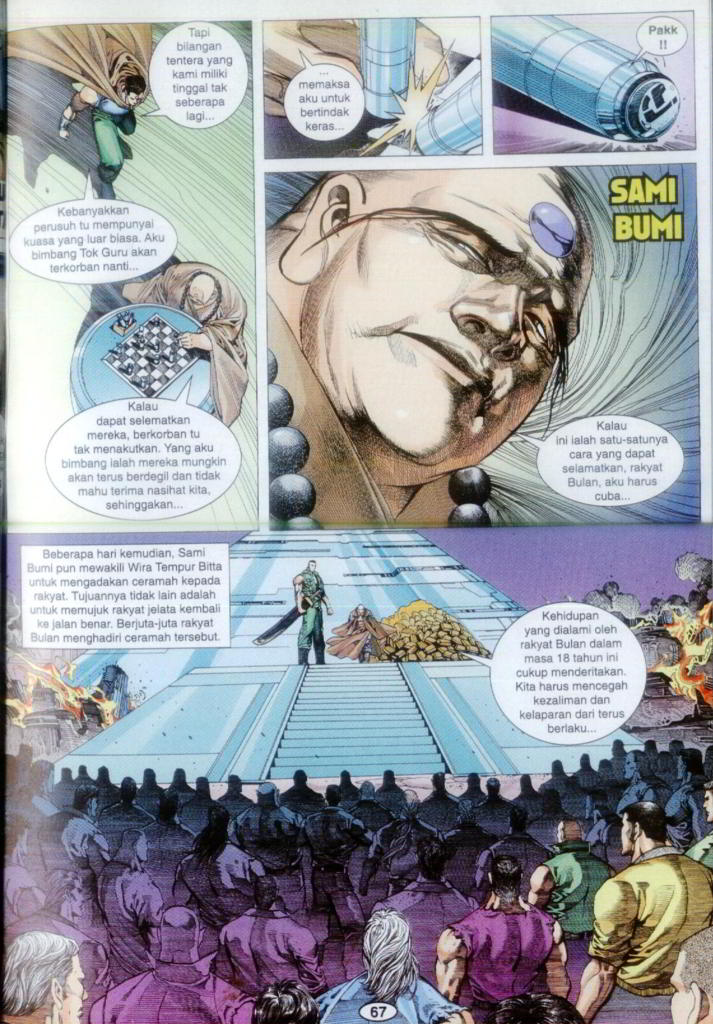 Tapi
bilangan
tentera yang
kami miliki
tinggal tak
seberapa
lagi...
...
memaksa
aku untuk
bertindak
keras...
Pakk
!!
Kebanyakkan
perusuh tu mempunyai
kuasa yang luar biasa. Aku
bimbang Tok Guru akan
terkorban nanti...
SAMI
BUMI
Kalau
dapat selematkan
mereka, berkorban tu
tak menakutkan. Yang aku
bimbang ialah mereka mungkin
akan terus berdegil dan tidak
mahu terima nasihat kita,
sehinggakan...
Kalau
ini ialah satu-satunya
cara yang dapat
selamatkan, rakyat
Bulan, aku harus
cuba...
Beberapa hari kemudian, Sami
Bumi pun mewakili Wira Tempur Bitta
untuk mengadakan ceramah kepada
rakyat. Tujuannya tidak lain adalah
untuk memujuk rakyat jelata kembali
ke jalan benar. Berjuta-juta rakyat
Bulan menghadiri ceramah tersebut.
Kehidupan
yang dialami oleh
rakyat Bulan dalam
masa 18 tahun ini
cukup menderitakan.
Kita harus mencegah
kezaliman dan
kelaparan dari terus
berlaku...
67